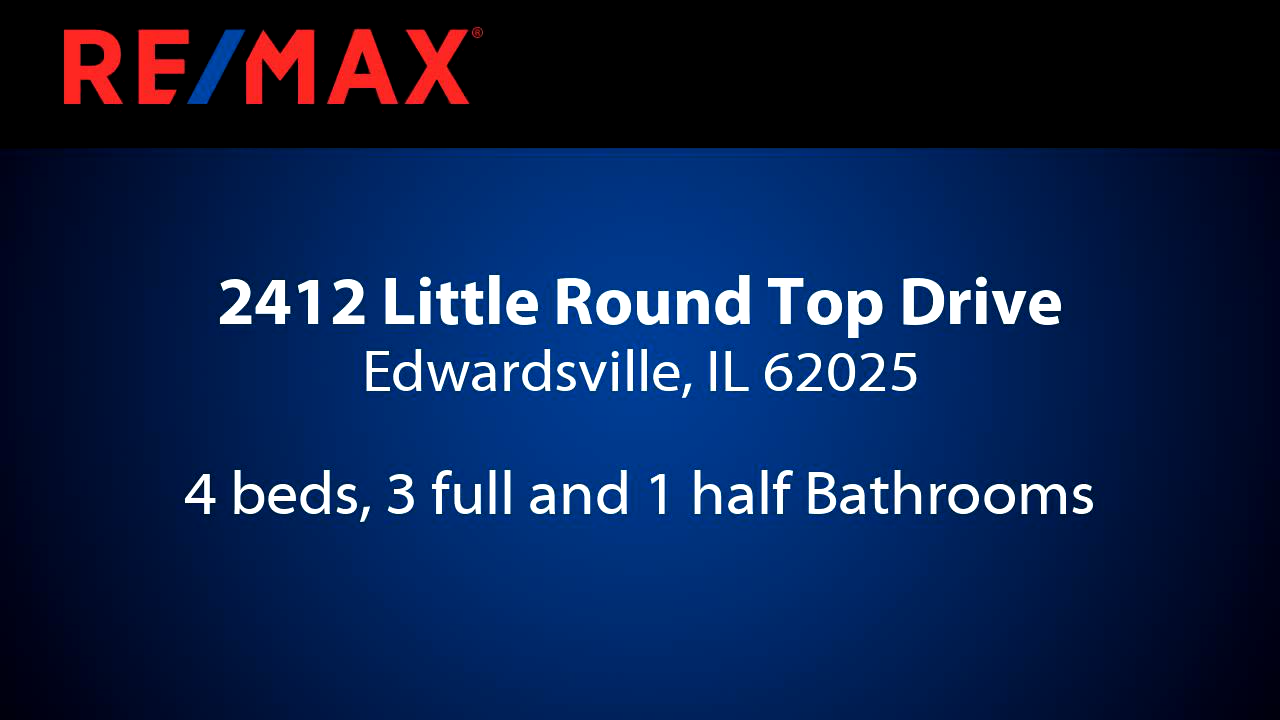 RE/MAX®
2412 Little Round Top Drive
Edwardsville, IL 62025
4 beds, 3 full and 1 half Bathrooms